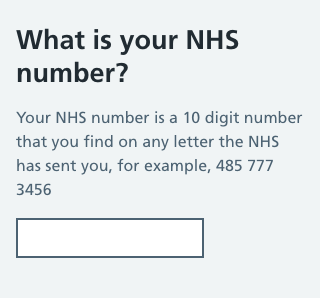 What is your NHS
number?
Your NHS number is a 10 digit number
that you find on any letter the NHS
has sent you, for example, 485 777
3456